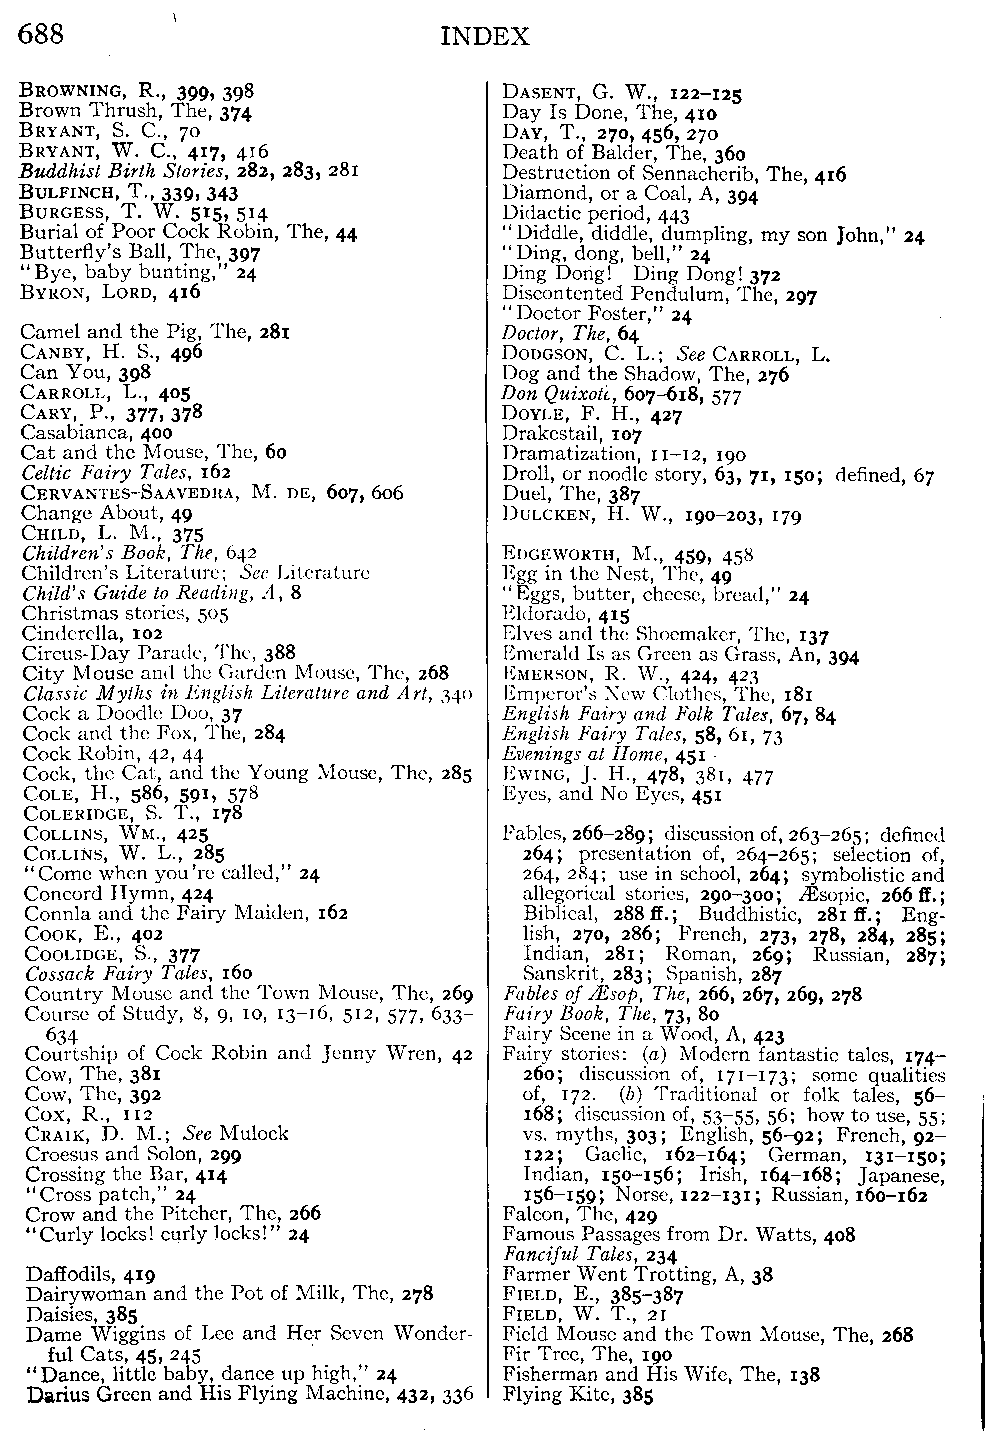 688
INDEX
BROWNING, R., 399, 398
Brown Thrush, The, 374
BRYANT, S. C., 70
BRYANT, W. C., 417, 416
Buddhist Birth Stories, 282, 283, 281
BULFINCH, T., 339, 343
BURGESS, T. W. 515, 514
Burial of Poor Cock Robin, The, 44
Butterfly's Ball, The, 397
"Bye, baby bunting," 24
BYRON, LORD, 416
Camel and the Pig, The, 281
CANBY, H. S., 496
Can You, 398
CARROLL, L., 405
CARY, P., 377, 378
Casabianca, 400
Cat and the Mouse, The, 60
Celtic Fairy Tales, 162
CERVANTES-SAAVEDRA, M. DE, 607, 606
Change About, 49
CHILD, L. M., 375
Children's Book, The, 642
Children's Literature; See Literature
Child's Guide to Reading, A, 8
Christmas stories, 505
Cinderella, 102
Circus-Day Parade, The, 388
City Mouse and the Garden Mouse, The, 268
Classic Myths in English Literature and Art, 340
Cock a Doodle Doo, 37
Cock and the Fox, The, 284
Cock Robin, 42, 44
Cock, the Cat, and the Young Mouse, The, 285
COLE, H., 586, 591, 578
COLERIDGE, S. T., 178
COLLINS, WM., 425
COLLINS, W. L., 285
"Come when you're called," 24
Concord Hymn, 424
Connla and the Fairy Maiden, 162
COOK, E., 402
COOLIDGE, S., 377
Cossack Fairy Tales, 160
Country Mouse and the Town Mouse, The, 269
Course of Study, 8, 9, 10, 13-16, 512, 577, 633-
634
Courtship of Cock Robin and Jenny Wren, 42
Cow, The, 381
Cow, The, 392
COX, R., 112
CRAIK, D. M.; See Mulock
Croesus and Solon, 299
Crossing the Bar, 414
"Cross patch," 24
Crow and the Pitcher, The, 266
"Curly locks! curly locks!" 24
Daffodils, 419
Dairywoman and the Pot of Milk, The, 278
Daisies, 385
Dame Wiggins of Lee and Her Seven Wonder-
ful Cats, 45, 245
"Dance, little baby, dance up high," 24
Darius Green and His Flying Machine, 432, 336
DASENT, G. W., 122-125
Day Is Done, The, 410
DAY, T., 270, 456, 270
Death of Balder, The, 360
Destruction of Sennacherib, The, 416
Diamond, or a Coal, A, 394
Didactic period, 443
"Diddle, diddle, dumpling, my son John," 24
"Ding, dong, bell," 24
Ding Dong! Ding Dong! 372
Discontented Pendulum, The, 297
"Doctor Foster," 24
Doctor, The, 64
DODGSON, C. L.; See CARROLL, L.
Dog and the Shadow, The, 276
Don Quixote, 607-618, 577
DOYLE, F. H., 427
Drakestail, 107
Dramatization, 11-12, 190
Droll, or noodle story, 63, 71, 150; defined, 67
Duel, The, 387
DULCKEN, H. W., 190-203, 179
EDGEWORTH, M., 459, 458
Egg in the Nest, The, 49
"Eggs, butter, cheese, bread," 24
Eldorado, 415
Elves and the Shoemaker, The, 137
Emerald Is as Green as Grass, An, 394
EMERSON, R. W., 424, 423
Emperor's New Clothes, The, 181
English Fairy and Folk Tales, 67, 84
English Fairy Tales, 58, 61, 73
Evenings at Home, 451
EWING, J. H., 478, 381, 477
Eyes, and No Eyes, 451
Fables, 266-289; discussion of, 263-265; defined
264; presentation of, 264-265; selection of,
264, 284; use in school, 264; symbolistic and
allegorical stories, 290-300; Æsopic, 266 ff.;
Biblical, 288 ff.; Buddhistic, 281 ff.; Eng-
lish, 270, 286; French, 273, 278, 284, 285;
Indian, 281; Roman, 269; Russian, 287;
Sanskrit, 283; Spanish, 287
Fables of Æsop, The, 266, 267, 269, 278
Fairy Book, The, 73, 80
Fairy Scene in a Wood, A, 423
Fairy stories: (a) Modern fantastic tales, 174-
260; discussion of, 171-173; some qualities
of, 172. (b) Traditional or folk tales, 56-
168; discussion of, 53-55, 56; how to use, 55;
vs. myths, 303; English, 56-92; French, 92-
122; Gaelic, 162-164; German, 131-150;
Indian, 150-156; Irish, 164-168; Japanese,
156-159; Norse, 122-131; Russian, 160-162
Falcon, The, 429
Famous Passages from Dr. Watts, 408
Fanciful Tales, 234
Farmer Went Trotting, A, 38
FIELD, E., 385-387
FIELD, W. T., 21
Field Mouse and the Town Mouse, The, 268
Fir Tree, The, 190
Fisherman and His Wife, The, 138
Flying Kite, 385